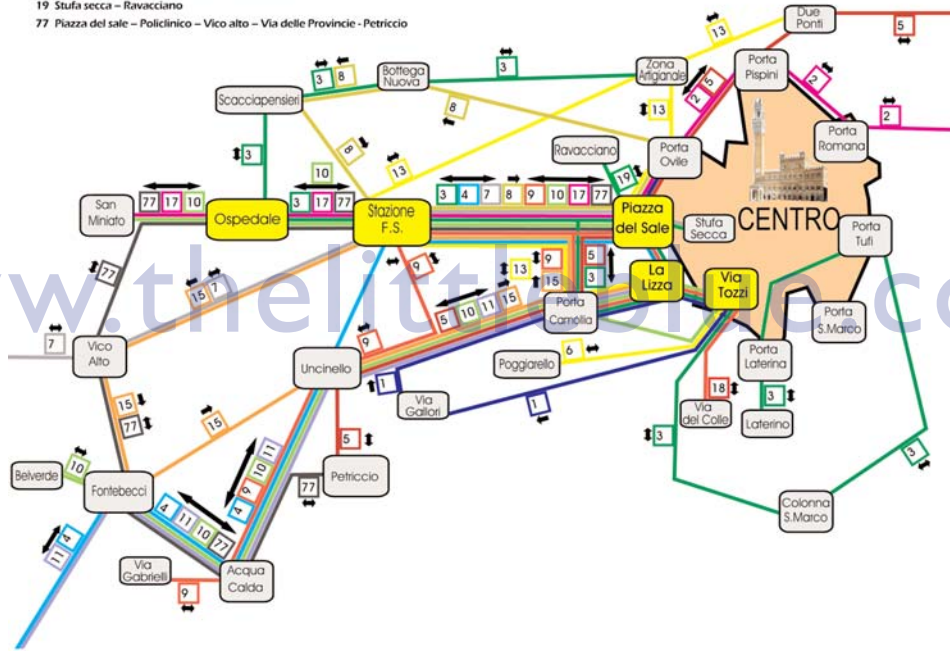 19 Stufa secca – Ravacciano
77 Piazza del sale – Policlinico – Vico alto – Via delle Provincie - Petriccio
Due
Ponti
5
13
Bottega
Nuova
3
8
3
Zona
Artigianale
Porta
Pispini
2
5
2
2
Scacciapensieri
8
13
Porta
Romana
3
8
13
Ravacciano
Porta
Ovile
19
10
San
Miniato
77 17 10
Ospedale
3 17 77
Stazione
F.S.
3 4 7 8 9 10 17 77
Piazza
del Sale
Stufa
Secca
CENTRO
Porta
Tufi
77
15 7
9
13
9
15
5
3
La
Lizza
Via
Tozzi
www.thelittleblue.co
7
Vico
Alto
5 10 11 15
Porta
Camollia
Porta
S.Marco
9
Uncinello
Poggiarello
6
Porta
Laterina
1
Via
Gallori
1
18
Via
del Colle
3
Laterino
15
77
15
5
3
3
Belverde
10
Fontebecci
4 9 10 11
77
Petriccio
4 11 10 77
Colonna
S.Marco
4
11
Via
Gabrielli
9
Acqua
Calda